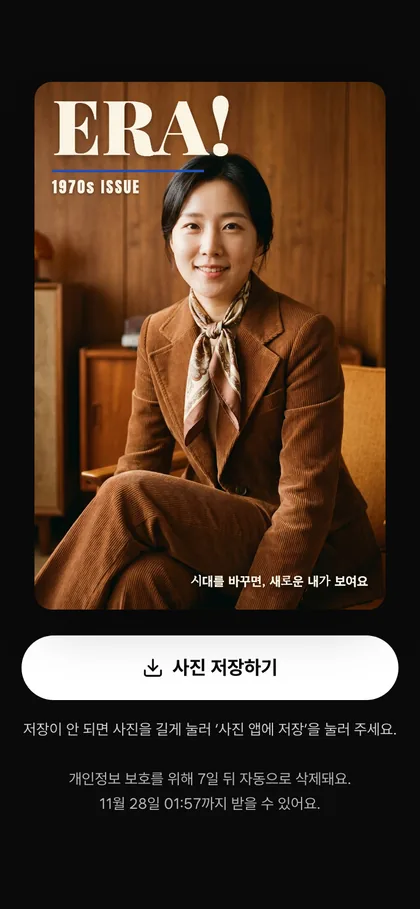 ERA!
1970s ISSUE
시대를 바꾸면, 새로운 내가 보여요
사진 저장하기
저장이 안 되면 사진을 길게 눌러 ‘사진 앱에 저장’을 눌러 주세요.
개인정보 보호를 위해 7일 뒤 자동으로 삭제돼요.
11월 28일 01:57까지 받을 수 있어요.